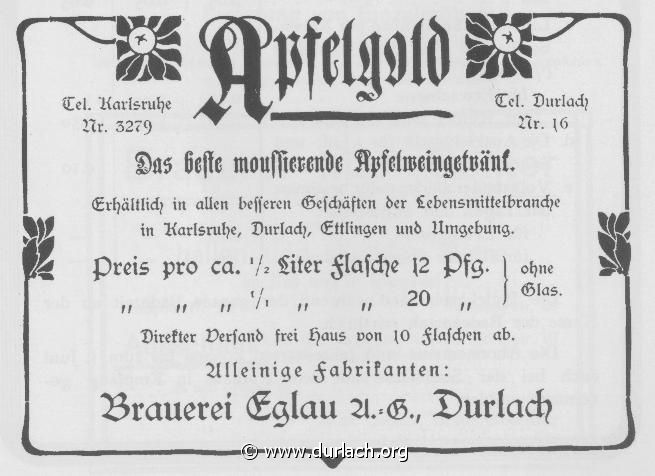 Apfelgold
Tel. Karlsruhe
Nr. 3279
Tel. Durlach
Nr. 16
Das beste moussierende Apfelweingetränk.
Erhältlich in allen besseren Geschäften der Lebensmittelbranche
in Karlsruhe, Durlach, Ettlingen und Umgebung.
Preis pro ca. 1/2 Liter Flasche 12 Pfg. } ohne
„ „ „ 1/1 „ „ 20 „ } Glas.
Direkter Versand frei Haus von 10 Flaschen ab.
Alleinige Fabrikanten:
Brauerei Eglau A.-G., Durlach
© www.durlach.org